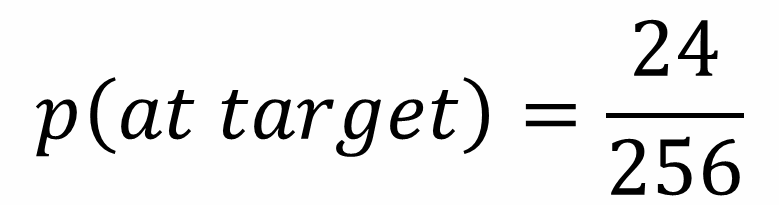 p(at target) = 24/256